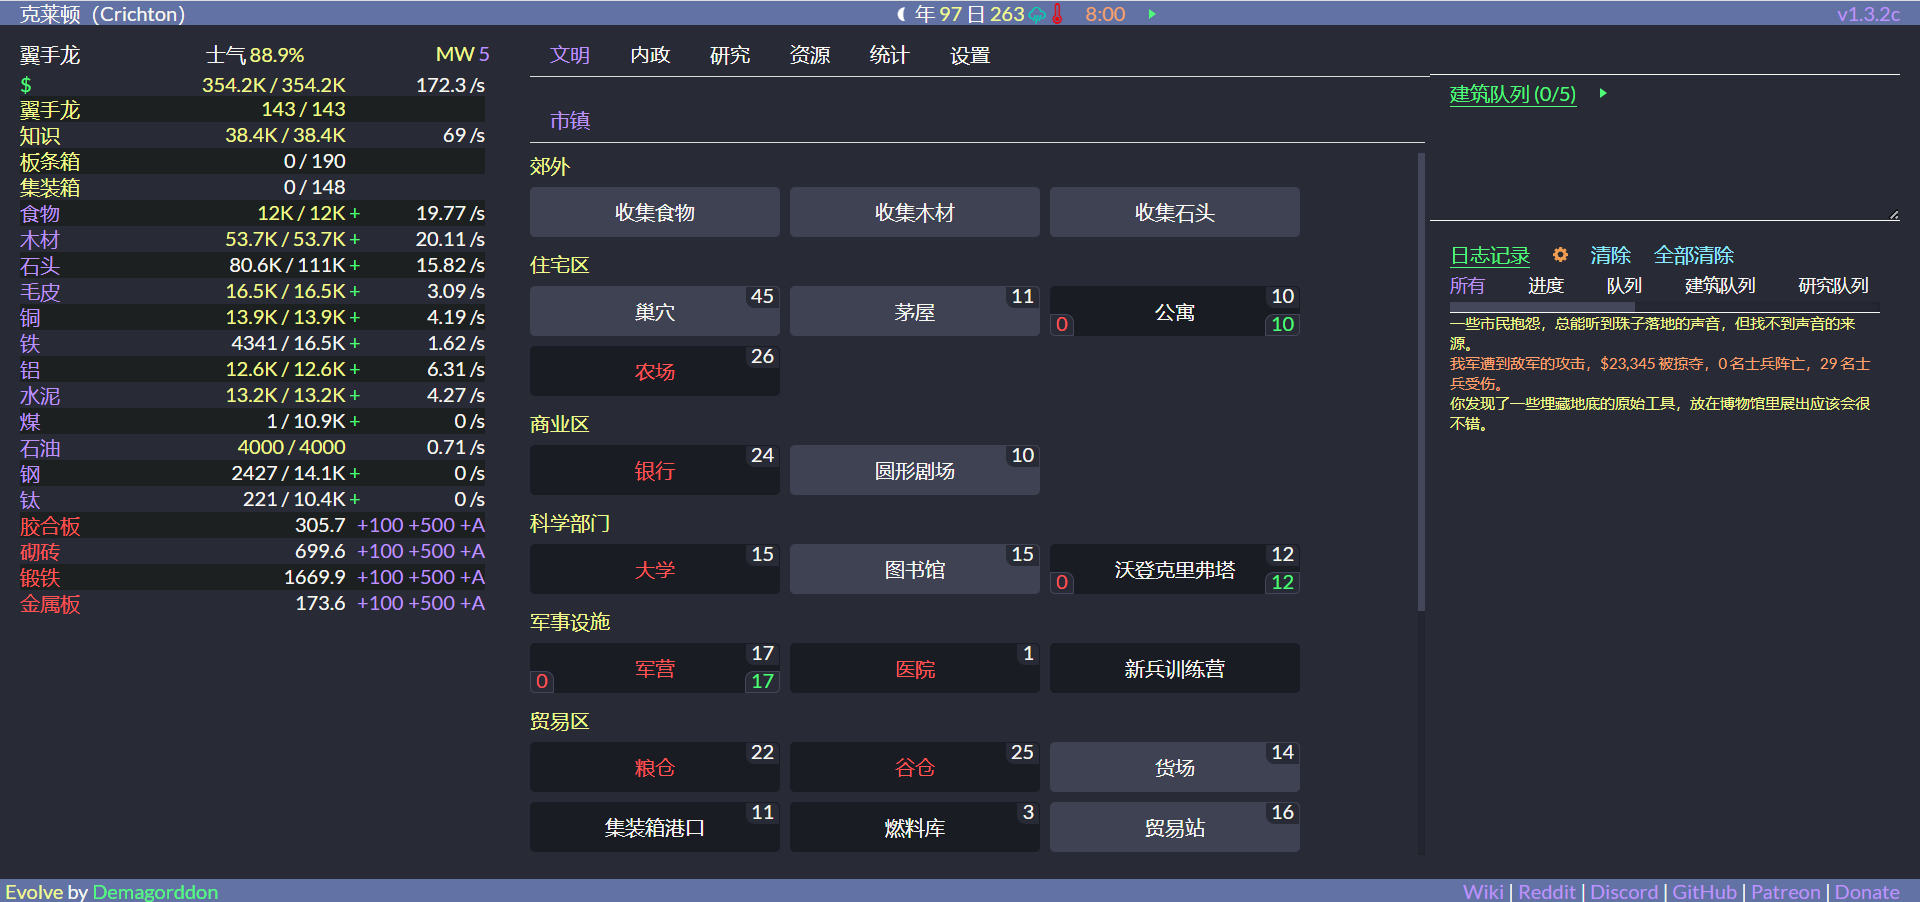 克莱顿（Crichton）
年 97 日 263 8:00
v1.3.2c
翼手龙 士气 88.9% MW 5
$ 354.2K / 354.2K 172.3 /s
翼手龙 143 / 143
知识 38.4K / 38.4K 69 /s
板条箱 0 / 190
集装箱 0 / 148
食物 12K / 12K + 19.77 /s
木材 53.7K / 53.7K + 20.11 /s
石头 80.6K / 111K + 15.82 /s
毛皮 16.5K / 16.5K + 3.09 /s
铜 13.9K / 13.9K + 4.19 /s
铁 4341 / 16.5K + 1.62 /s
铝 12.6K / 12.6K + 6.31 /s
水泥 13.2K / 13.2K + 4.27 /s
煤 1 / 10.9K + 0 /s
石油 4000 / 4000 0.71 /s
钢 2427 / 14.1K + 0 /s
钛 221 / 10.4K + 0 /s
胶合板 305.7 +100 +500 +A
砌砖 699.6 +100 +500 +A
锻铁 1669.9 +100 +500 +A
金属板 173.6 +100 +500 +A
文明 内政 研究 资源 统计 设置
市镇
郊外
收集食物 收集木材 收集石头
住宅区
巢穴 45 茅屋 11 公寓 10 0 10
农场 26
商业区
银行 24 圆形剧场 10
科学部门
大学 15 图书馆 15 沃登克里弗塔 12 0 12
军事设施
军营 17 0 17 医院 1 新兵训练营
贸易区
粮仓 22 谷仓 25 货场 14
集装箱港口 11 燃料库 3 贸易站 16
建筑队列 (0/5)
日志记录 清除 全部清除
所有 进度 队列 建筑队列 研究队列
一些市民抱怨，总能听到珠子落地的声音，但找不到声音的来
源。
我军遭到敌军的攻击，$23,345 被掠夺，0 名士兵阵亡，29 名士
兵受伤。
你发现了一些埋藏地底的原始工具，放在博物馆里展出应该会很
不错。
Evolve by Demagorddon
Wiki | Reddit | Discord | GitHub | Patreon | Donate